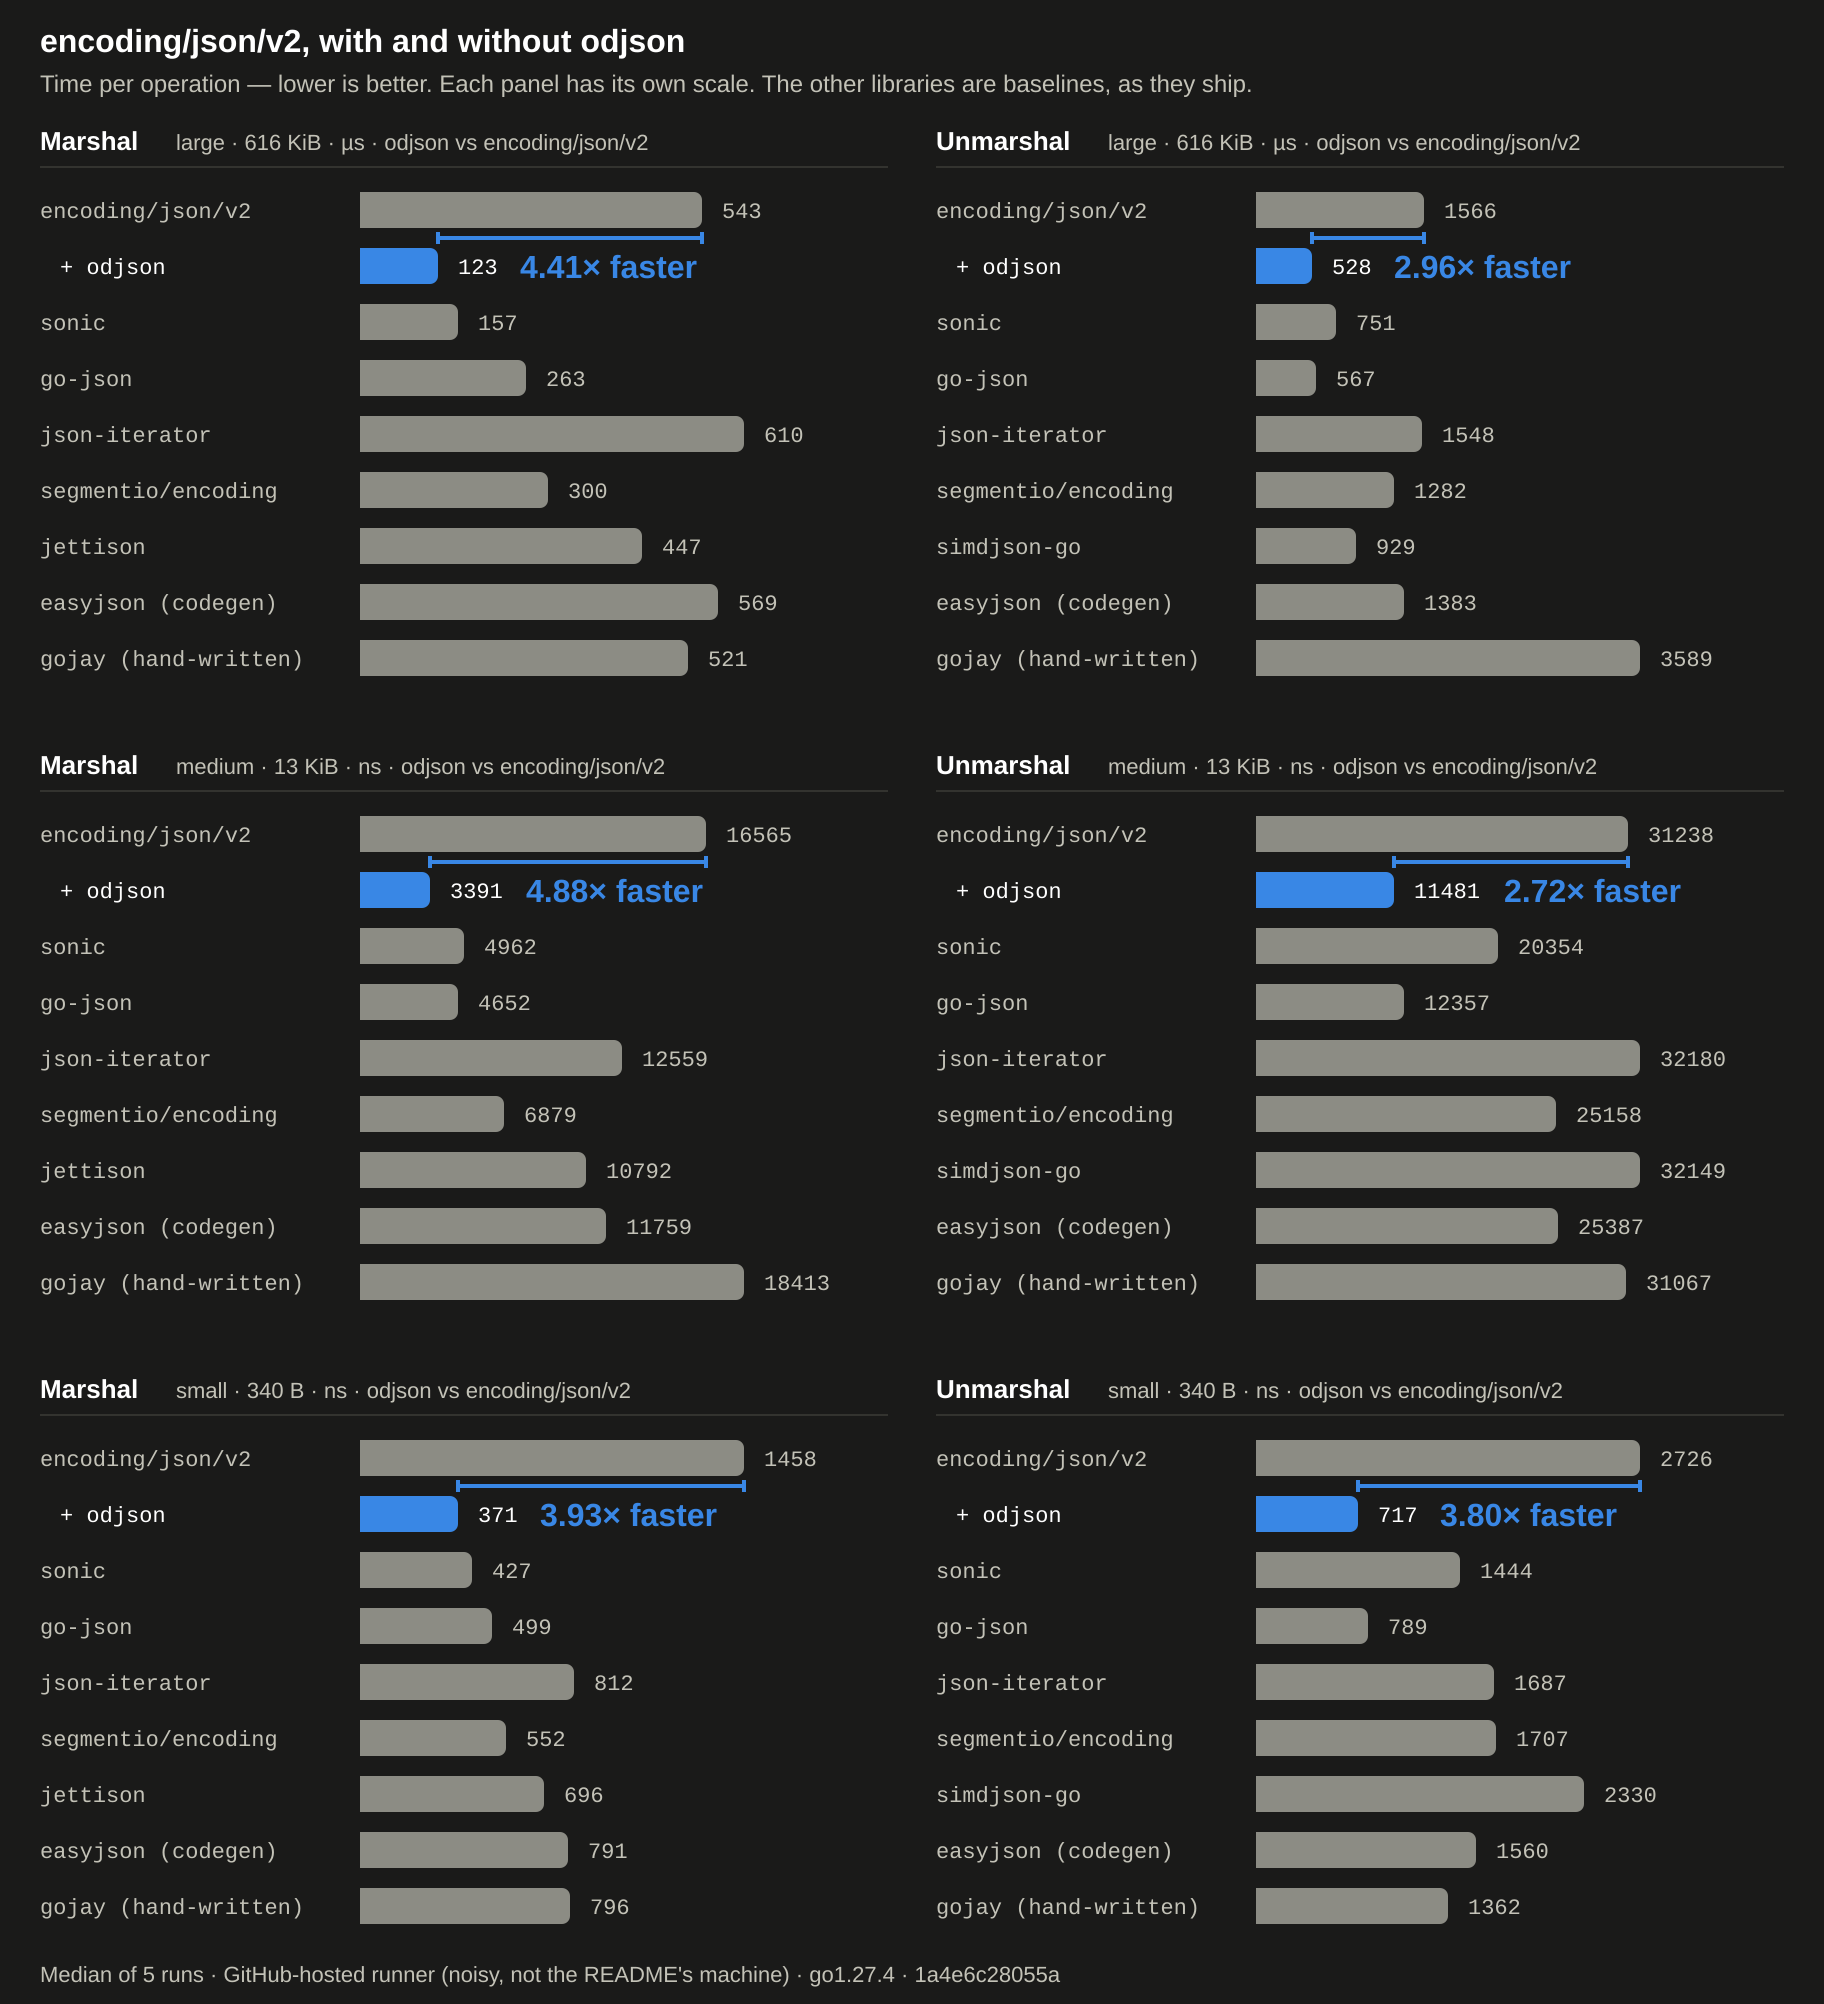 encoding/json/v2, with and without odjson
Time per operation — lower is better. Each panel has its own scale. The other libraries are baselines, as they ship.
Marshal large · 616 KiB · µs · odjson vs encoding/json/v2
encoding/json/v2 543
+ odjson 123 4.41× faster
sonic 157
go-json 263
json-iterator 610
segmentio/encoding 300
jettison 447
easyjson (codegen) 569
gojay (hand-written) 521
Unmarshal large · 616 KiB · µs · odjson vs encoding/json/v2
encoding/json/v2 1566
+ odjson 528 2.96× faster
sonic 751
go-json 567
json-iterator 1548
segmentio/encoding 1282
simdjson-go 929
easyjson (codegen) 1383
gojay (hand-written) 3589
Marshal medium · 13 KiB · ns · odjson vs encoding/json/v2
encoding/json/v2 16565
+ odjson 3391 4.88× faster
sonic 4962
go-json 4652
json-iterator 12559
segmentio/encoding 6879
jettison 10792
easyjson (codegen) 11759
gojay (hand-written) 18413
Unmarshal medium · 13 KiB · ns · odjson vs encoding/json/v2
encoding/json/v2 31238
+ odjson 11481 2.72× faster
sonic 20354
go-json 12357
json-iterator 32180
segmentio/encoding 25158
simdjson-go 32149
easyjson (codegen) 25387
gojay (hand-written) 31067
Marshal small · 340 B · ns · odjson vs encoding/json/v2
encoding/json/v2 1458
+ odjson 371 3.93× faster
sonic 427
go-json 499
json-iterator 812
segmentio/encoding 552
jettison 696
easyjson (codegen) 791
gojay (hand-written) 796
Unmarshal small · 340 B · ns · odjson vs encoding/json/v2
encoding/json/v2 2726
+ odjson 717 3.80× faster
sonic 1444
go-json 789
json-iterator 1687
segmentio/encoding 1707
simdjson-go 2330
easyjson (codegen) 1560
gojay (hand-written) 1362
Median of 5 runs · GitHub-hosted runner (noisy, not the README's machine) · go1.27.4 · 1a4e6c28055a